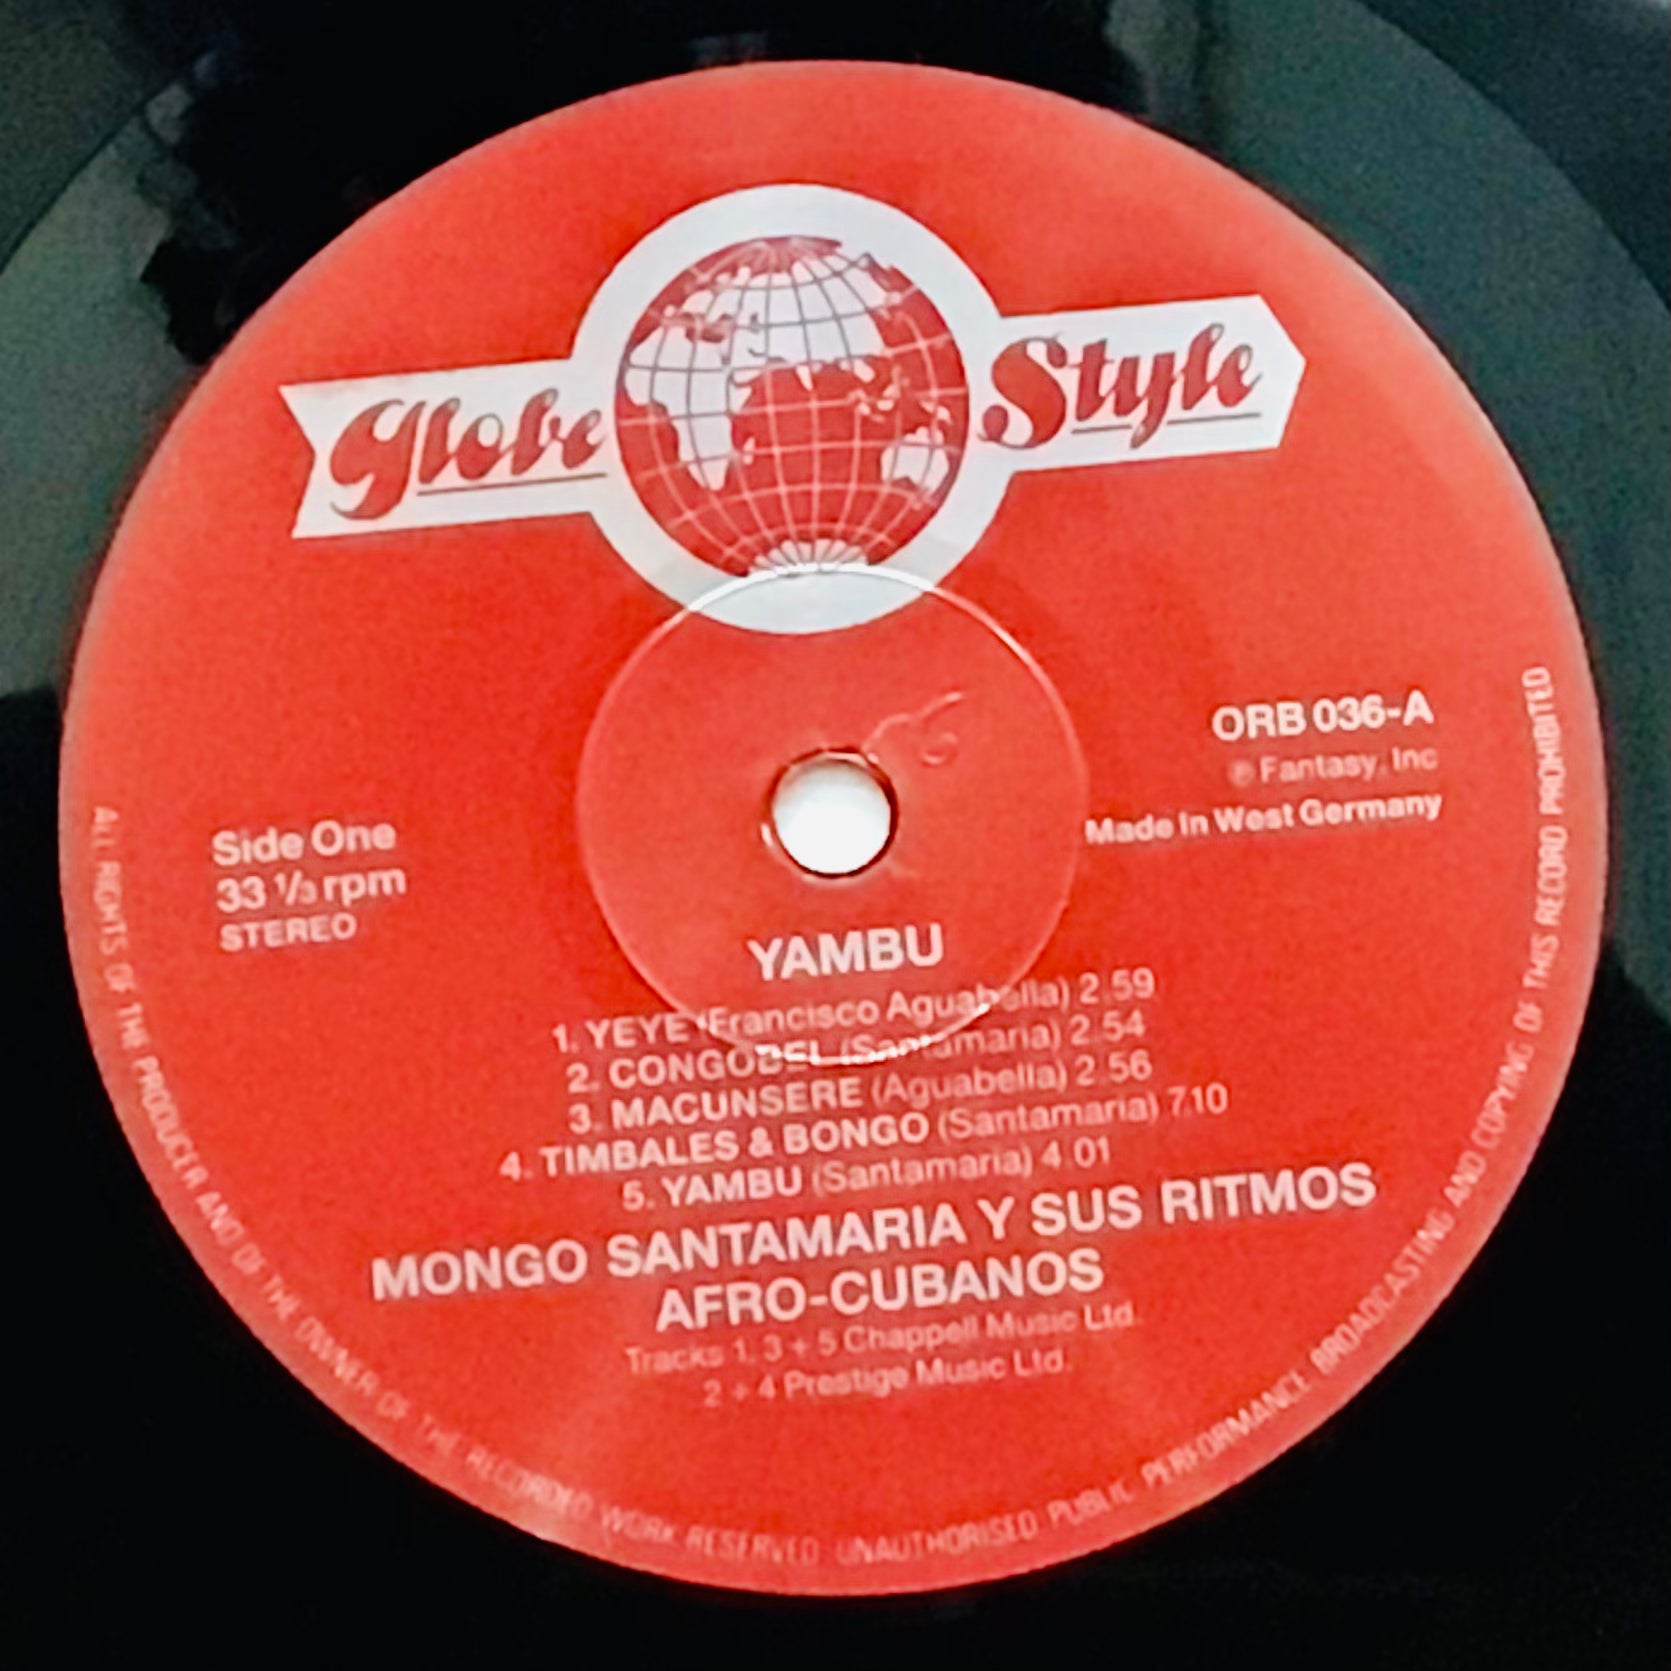 Globe Style
ORB 036-A
℗ Fantasy, Inc
Made in West Germany
Side One
33 ⅓ rpm
STEREO
YAMBU
1. YEYE (Francisco Aguabella) 2.59
2. CONGOBEL (Santamaria) 2.54
3. MACUNSERE (Aguabella) 2.56
4. TIMBALES & BONGO (Santamaria) 7.10
5. YAMBU (Santamaria) 4.01
MONGO SANTAMARIA Y SUS RITMOS
AFRO-CUBANOS
Tracks 1, 3 + 5 Chappell Music Ltd.
2 + 4 Prestige Music Ltd.
ALL RIGHTS OF THE PRODUCER AND OF THE OWNER OF THE RECORDED WORK RESERVED UNAUTHORISED PUBLIC PERFORMANCE BROADCASTING AND COPYING OF THIS RECORD PROHIBITED